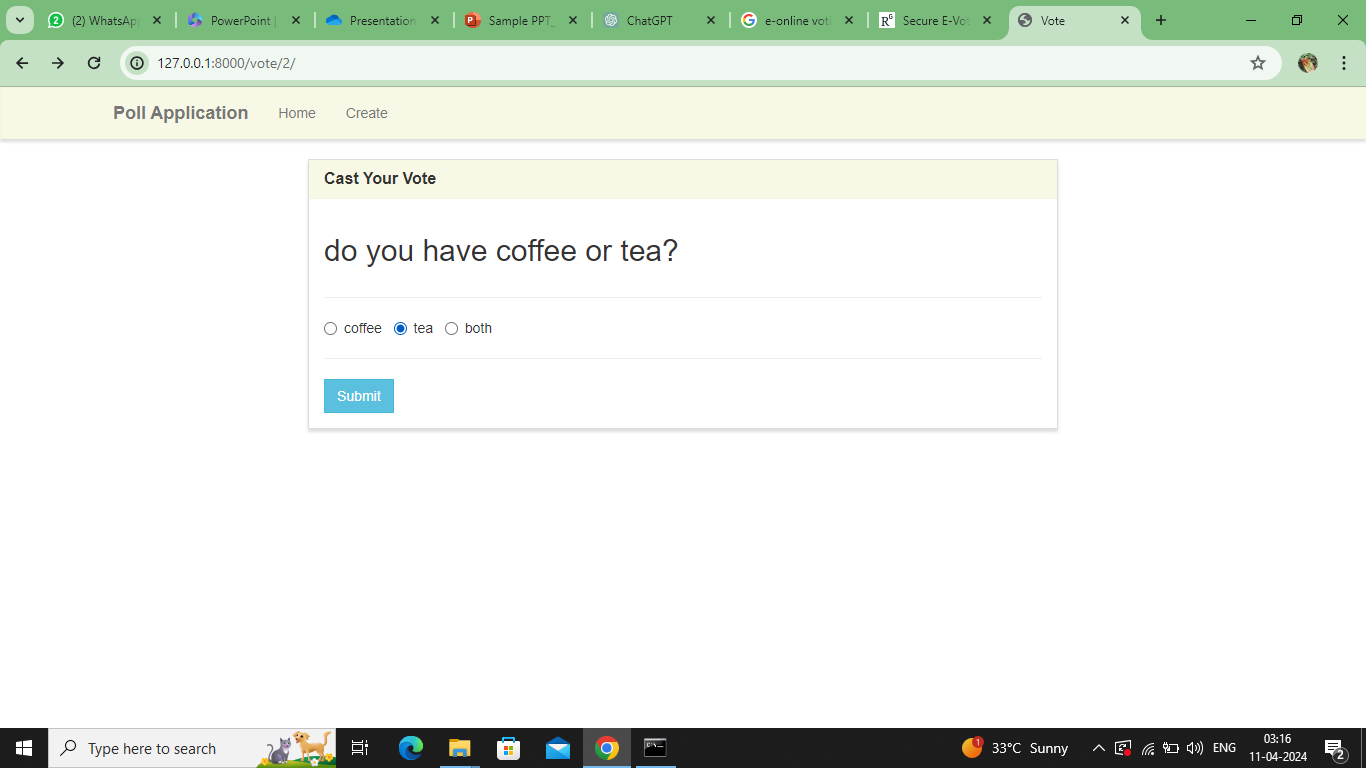 (2) WhatsAp
PowerPoint |
Presentation
Sample PPT_
ChatGPT
e-online voti
Secure E-Vot
Vote
127.0.0.1:8000/vote/2/
Poll Application Home Create
Cast Your Vote
do you have coffee or tea?
coffee tea both
Submit
Type here to search
33°C Sunny
ENG
03:16
11-04-2024
2